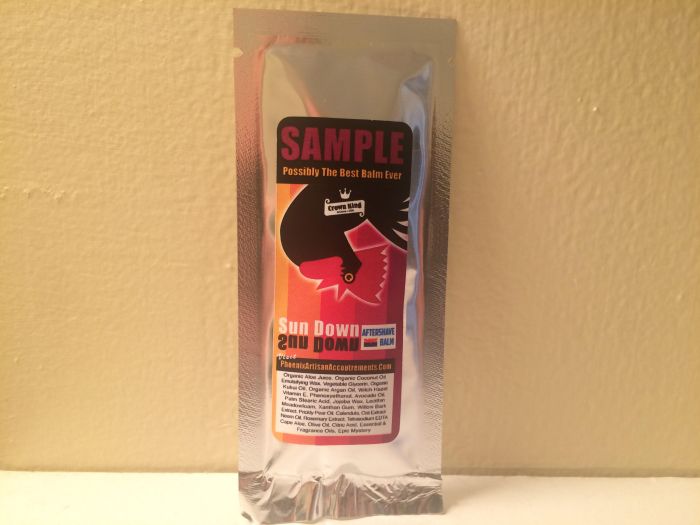 SAMPLE
Possibly The Best Balm Ever
Crown King
Sun Down
Sun Down
AFTERSHAVE
BALM
PhoenixArtisanAccoutrements.Com
Organic Aloe Juice, Organic Coconut Oil
Emulsifying Wax, Vegetable Glycerin, Organic
Kukui Oil, Organic Argan Oil, Witch Hazel
Vitamin E, Phenoxyethanol, Avocado Oil,
Palm Stearic Acid, Jojoba Wax, Lecithin
Meadowfoam, Xanthan Gum, Willow Bark
Extract, Prickly Pear Oil, Calendula, Oat Extract
Neem Oil, Rosemary Extract, Tetrasodium EDTA
Cape Aloe, Olive Oil, Citric Acid, Essential &
Fragrance Oils, Epic Mystery